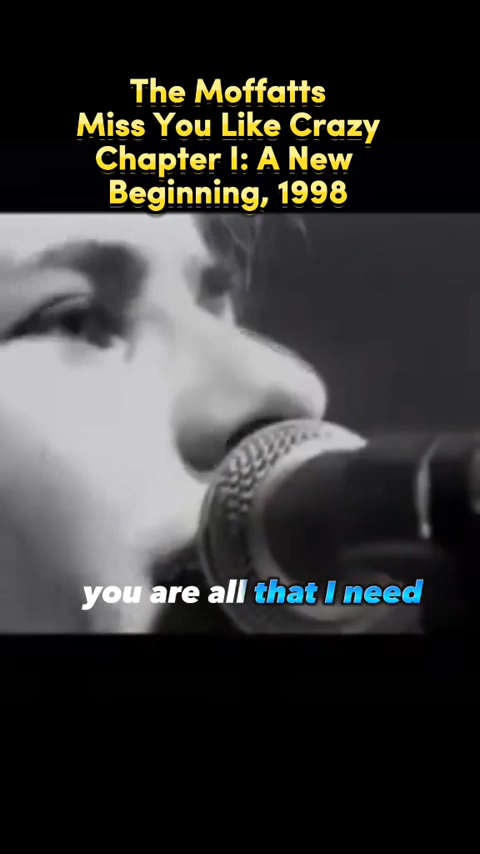 The Moffatts
Miss You Like Crazy
Chapter I: A New
Beginning, 1998
you are all that I need